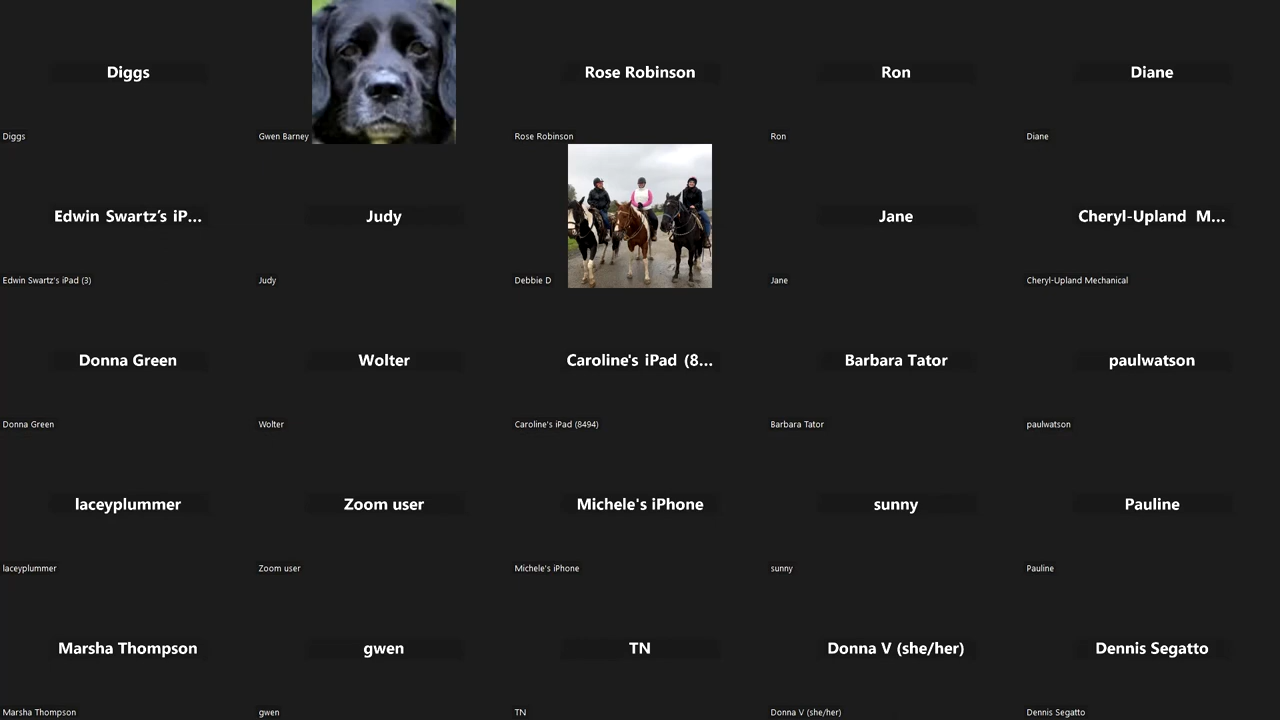 Diggs
Rose Robinson
Ron
Diane
Diggs
Gwen Barney
Rose Robinson
Ron
Diane
Edwin Swartz's iP...
Judy
Jane
Cheryl-Upland M...
Edwin Swartz's iPad (3)
Judy
Debbie D
Jane
Cheryl-Upland Mechanical
Donna Green
Wolter
Caroline's iPad (8...
Barbara Tator
paulwatson
Donna Green
Wolter
Caroline's iPad (8494)
Barbara Tator
paulwatson
laceyplummer
Zoom user
Michele's iPhone
sunny
Pauline
laceyplummer
Zoom user
Michele's iPhone
sunny
Pauline
Marsha Thompson
gwen
TN
Donna V (she/her)
Dennis Segatto
Marsha Thompson
gwen
TN
Donna V (she/her)
Dennis Segatto